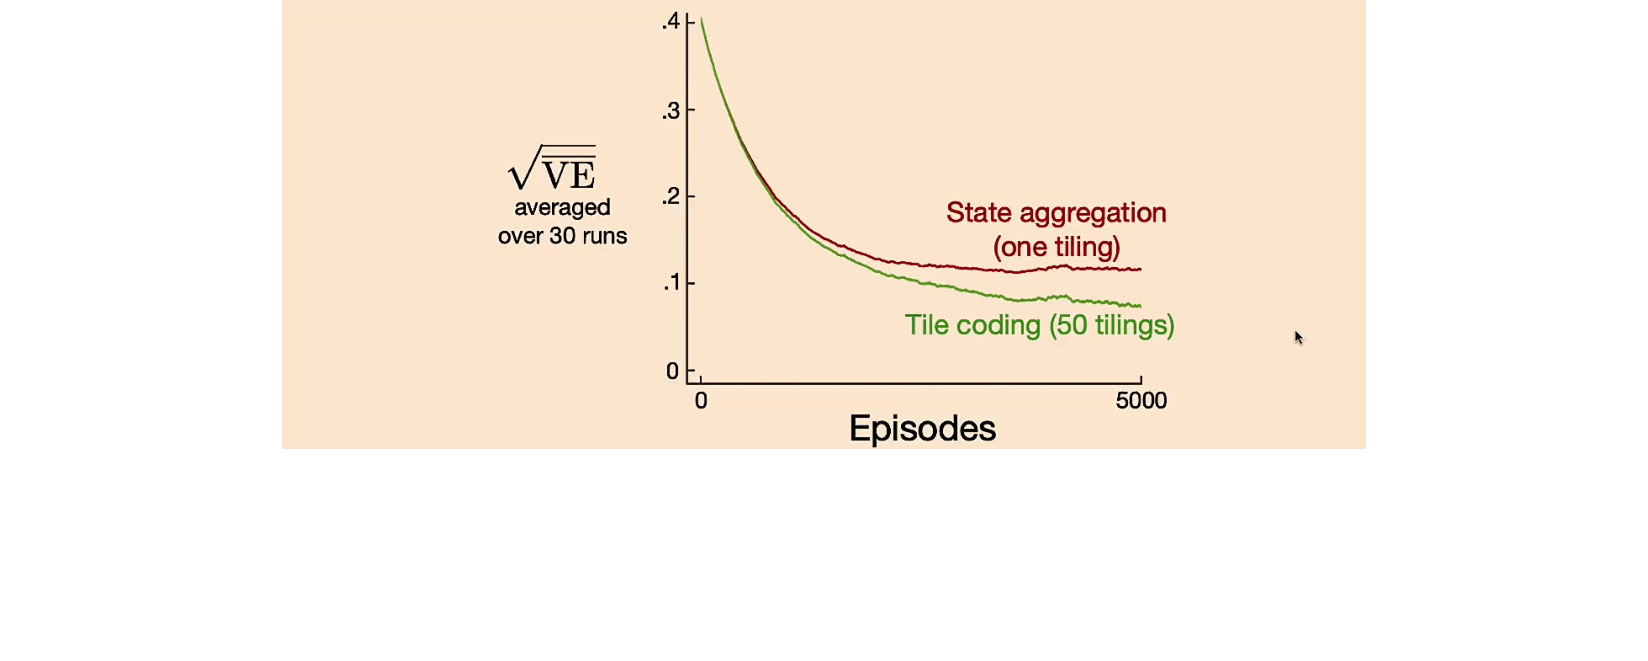 .4
.3
.2
.1
0
√VE
averaged
over 30 runs
State aggregation
(one tiling)
Tile coding (50 tilings)
0
5000
Episodes